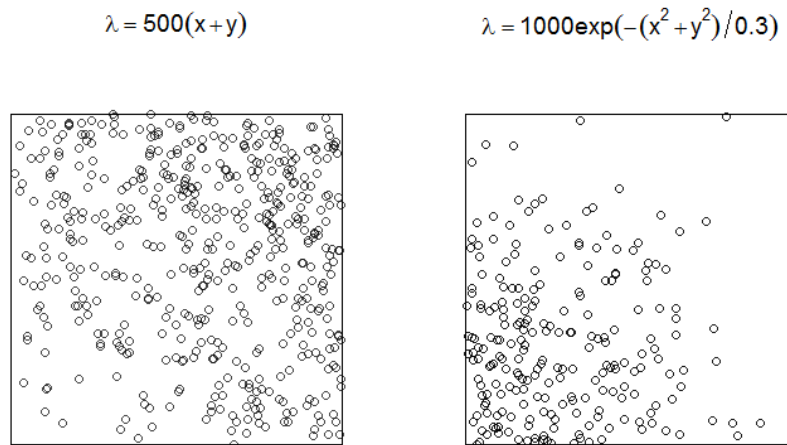 λ = 500(x+y)
λ = 1000exp(−(x²+y²)/0.3)